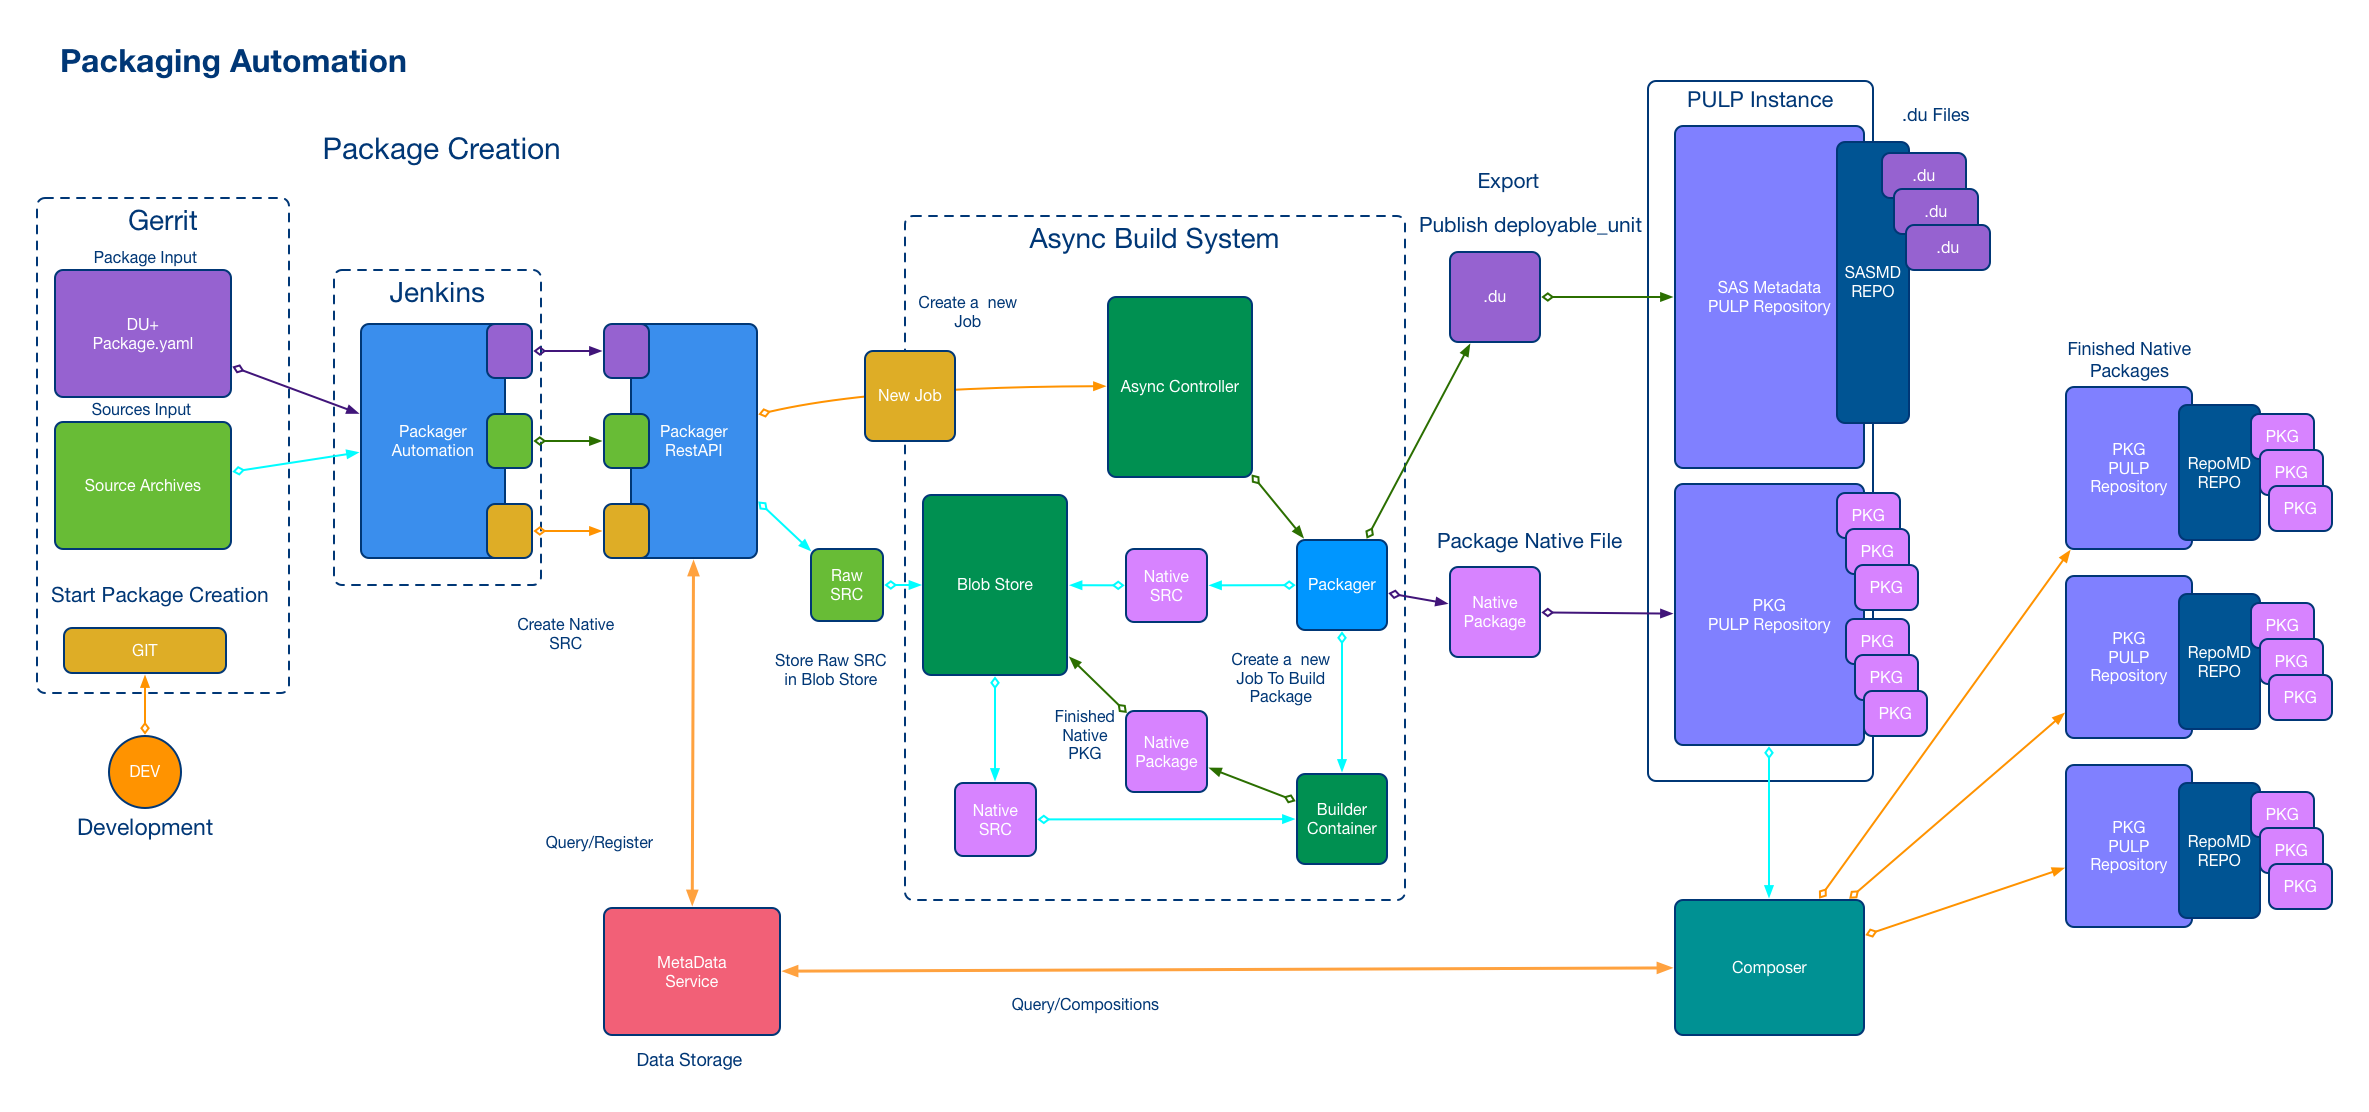 Packaging Automation
Package Creation
Gerrit
Package Input
DU+
Package.yaml
Sources Input
Source Archives
Start Package Creation
GIT
DEV
Development
Jenkins
Packager
Automation
Packager
RestAPI
Create Native
SRC
Query/Register
MetaData
Service
Data Storage
Raw
SRC
Store Raw SRC
in Blob Store
Async Build System
Create a  new
Job
New Job
Async Controller
Blob Store
Native
SRC
Packager
Create a  new
Job To Build
Package
Finished
Native
PKG
Native
Package
Native
SRC
Builder
Container
Query/Compositions
Export
Publish deployable_unit
.du
Package Native File
Native
Package
PULP Instance
SAS Metadata
PULP Repository
SASMD
REPO
.du Files
.du
.du
.du
PKG
PULP Repository
PKG
PKG
PKG
PKG
PKG
PKG
Composer
Finished Native
Packages
PKG
PULP
Repository
RepoMD
REPO
PKG
PKG
PKG
PKG
PULP
Repository
RepoMD
REPO
PKG
PKG
PKG
PKG
PULP
Repository
RepoMD
REPO
PKG
PKG
PKG